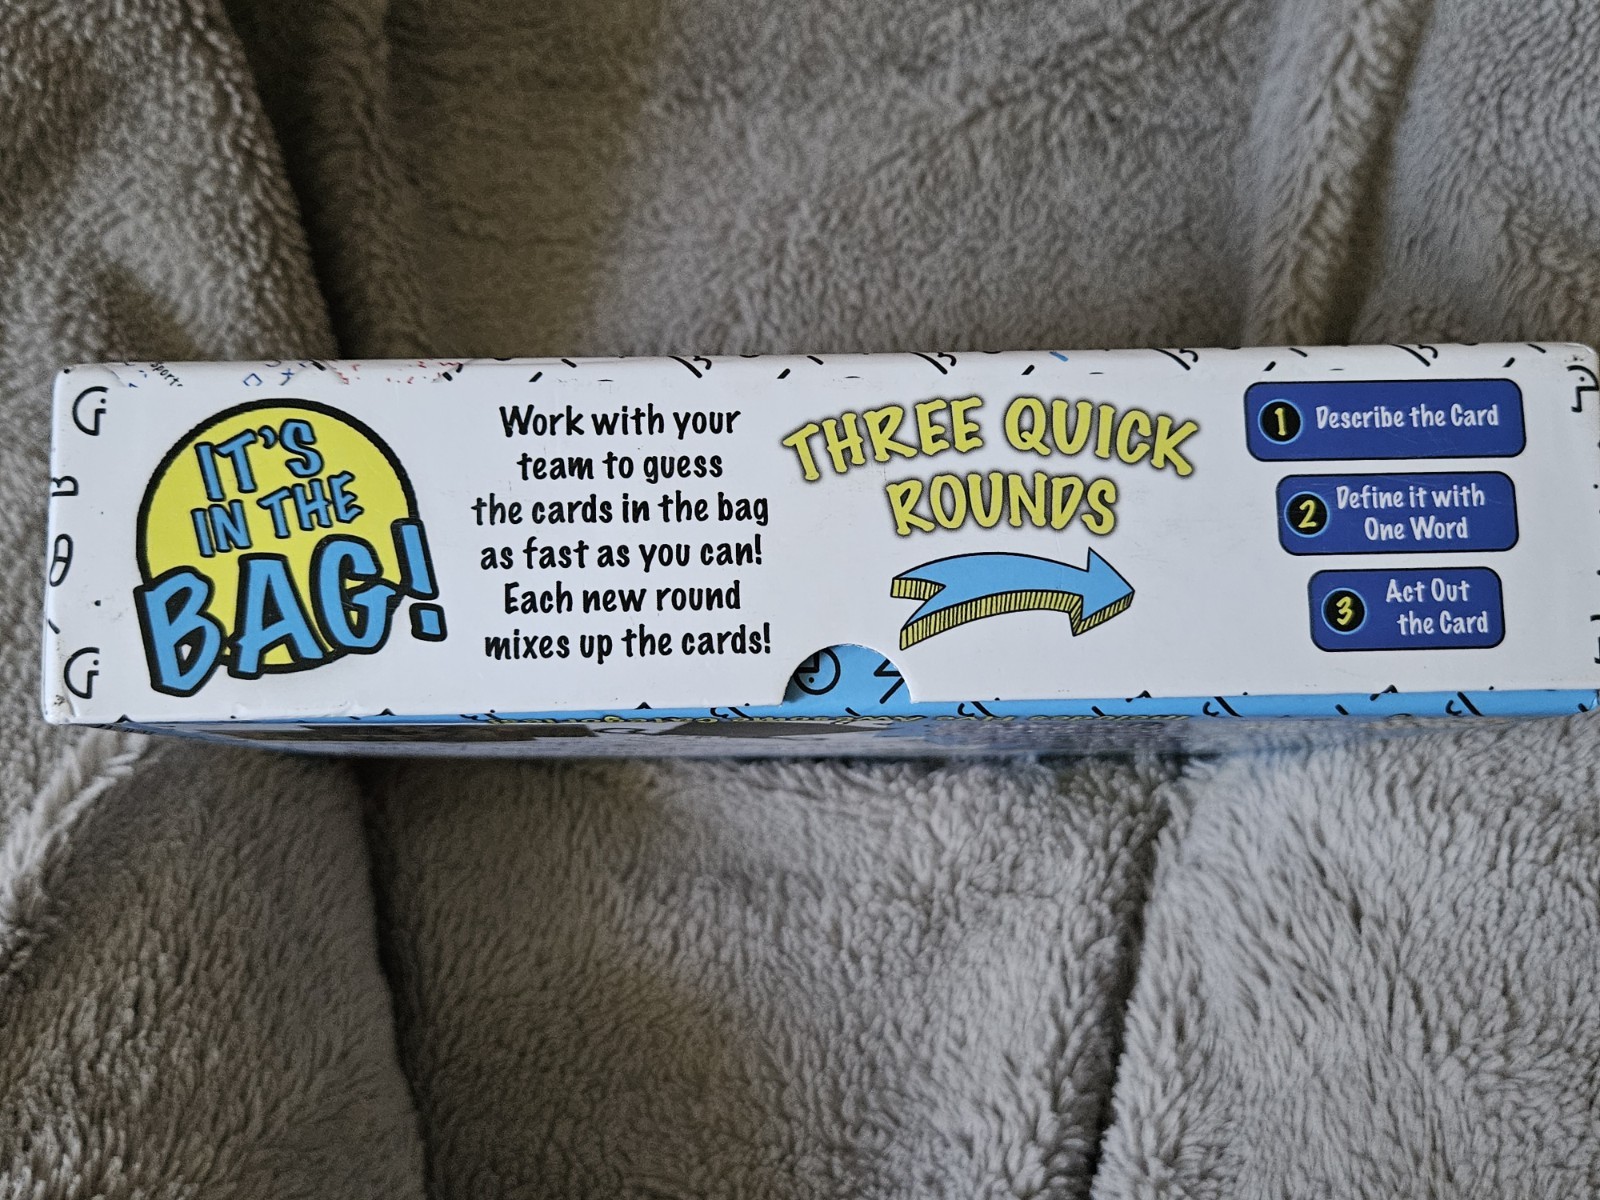 IT'S
IN THE
BAG!
Work with your
team to guess
the cards in the bag
as fast as you can!
Each new round
mixes up the cards!
THREE QUICK
ROUNDS
1 Describe the Card
2 Define it with
One Word
3 Act Out
the Card